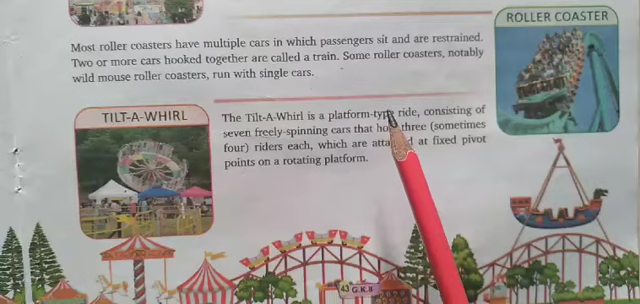 ROLLER COASTER
Most roller coasters have multiple cars in which passengers sit and are restrained.
Two or more cars hooked together are called a train. Some roller coasters, notably
wild mouse roller coasters, run with single cars.
TILT-A-WHIRL
The Tilt-A-Whirl is a platform-type ride, consisting of
seven freely-spinning cars that three (sometimes
four) riders each, which are at fixed pivot
points on a rotating platform.
43 G.K.-8